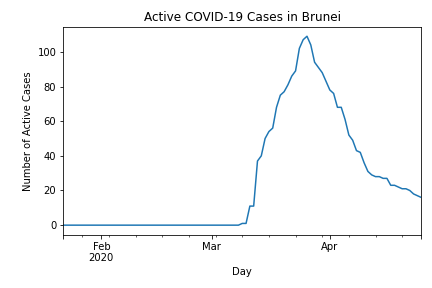 Active COVID-19 Cases in Brunei
Number of Active Cases
100
80
60
40
20
0
Feb
2020
Mar
Apr
Day